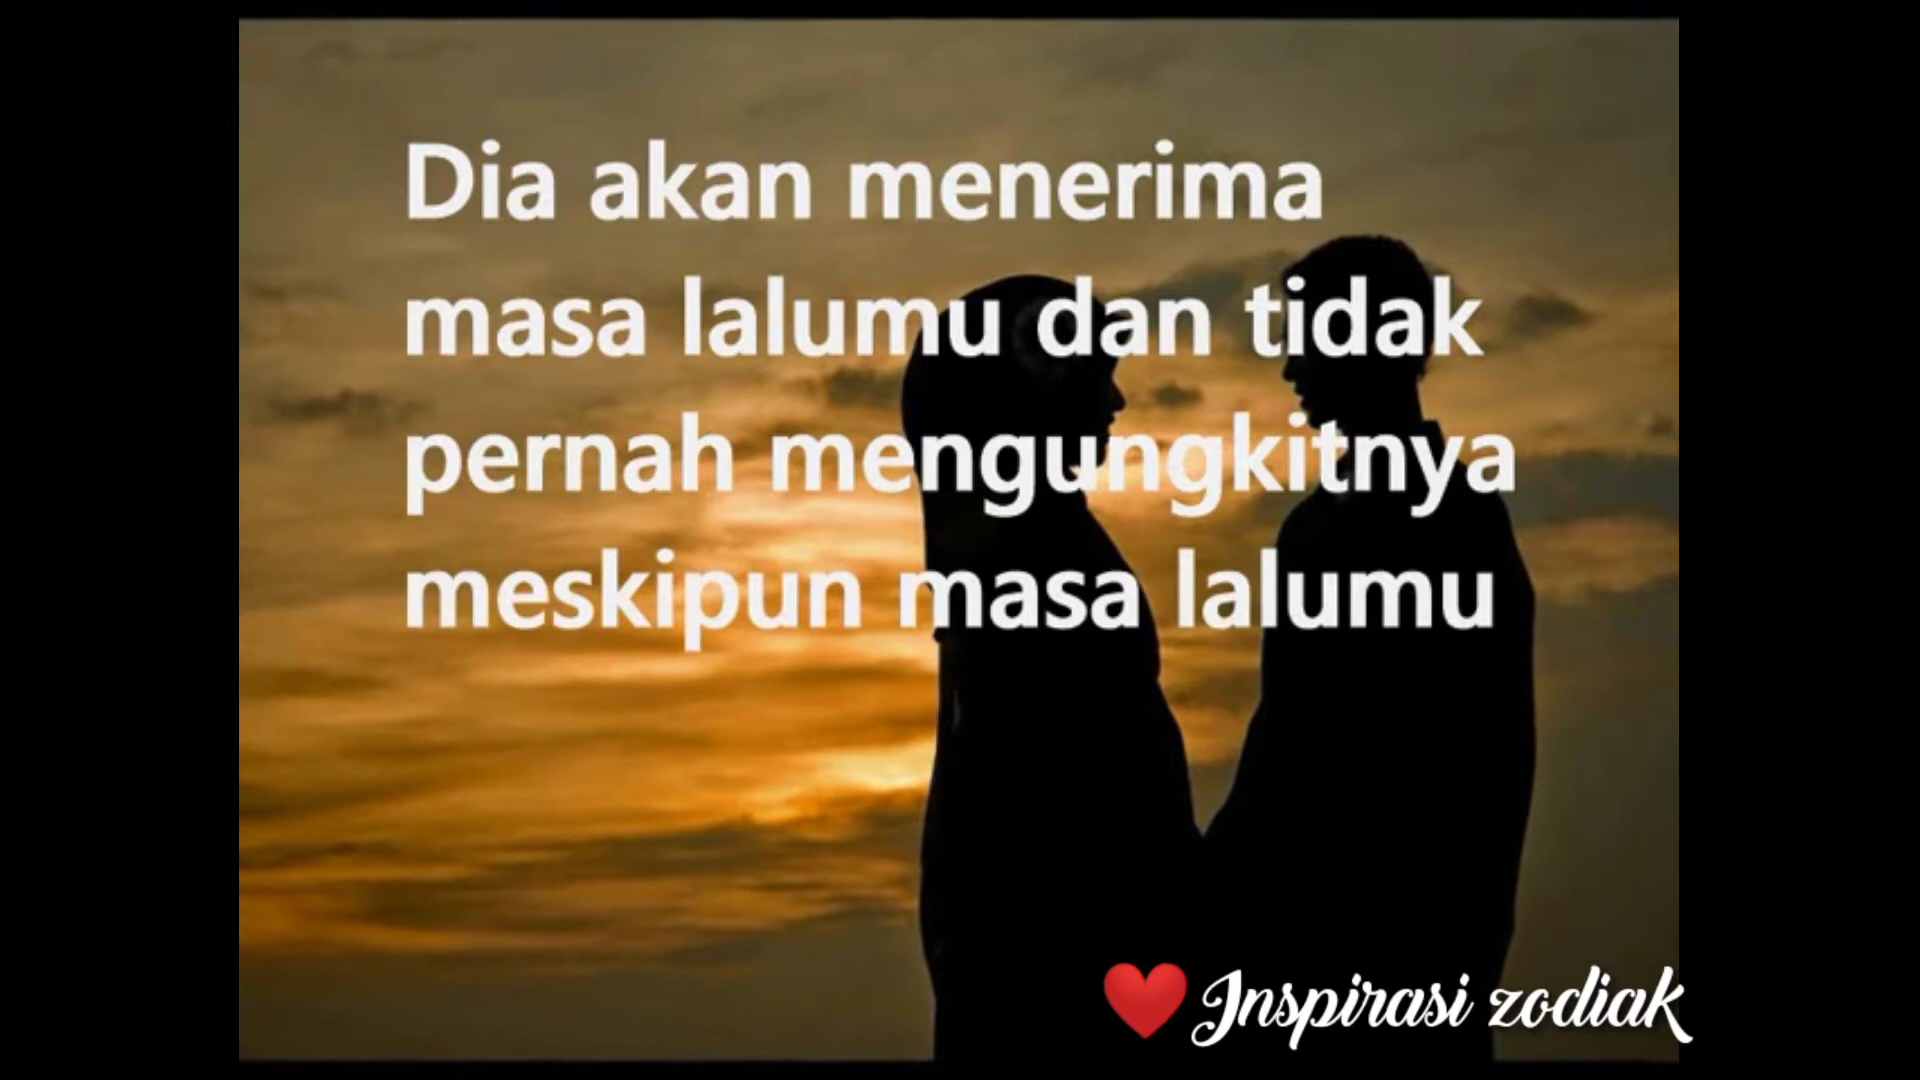 Dia akan menerima
masa lalumu dan tidak
pernah mengungkitnya
meskipun masa lalumu
Inspirasi zodiak